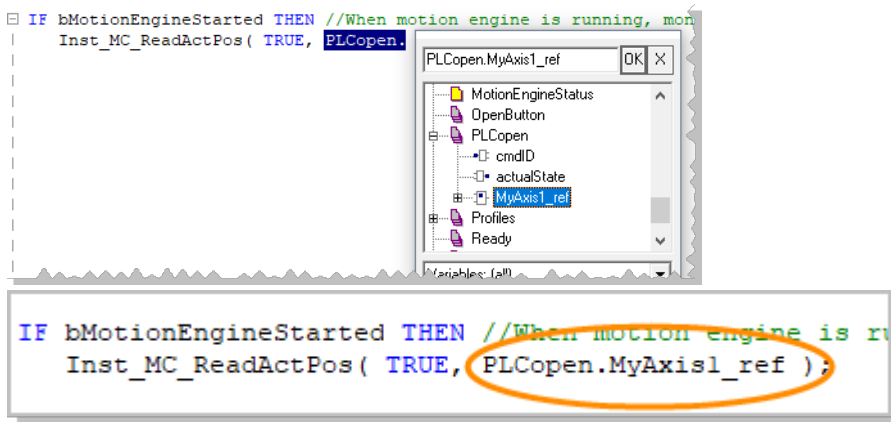 IF bMotionEngineStarted THEN //When motion engine is running, mon
Inst_MC_ReadActPos( TRUE, PLCopen.
PLCopen.MyAxis1_ref OK X
MotionEngineStatus
OpenButton
PLCopen
cmdID
actualState
MyAxis1_ref
Profiles
Ready
Variables: (all)
IF bMotionEngineStarted THEN //When motion engine is ru
Inst_MC_ReadActPos( TRUE, PLCopen.MyAxis1_ref );